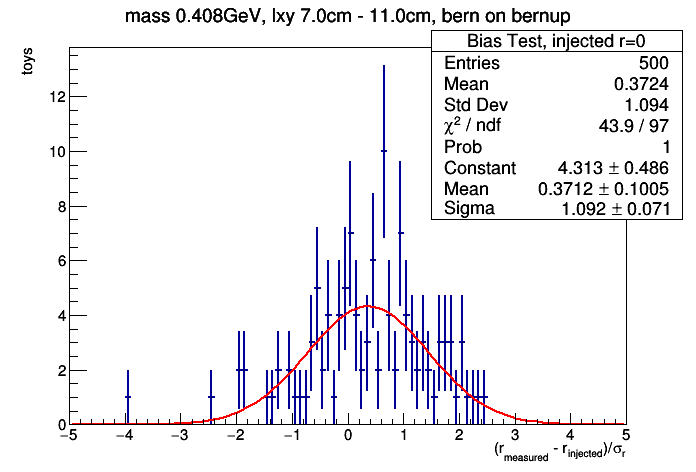 mass 0.408GeV, lxy 7.0cm - 11.0cm, bern on bernup
Bias Test, injected r=0
Entries 500
Mean 0.3724
Std Dev 1.094
χ² / ndf 43.9 / 97
Prob 1
Constant 4.313 ± 0.486
Mean 0.3712 ± 0.1005
Sigma 1.092 ± 0.071
toys
12
10
8
6
4
2
0
−5 −4 −3 −2 −1 0 1 2 3 4 5
(r_measured - r_injected)/σ_r